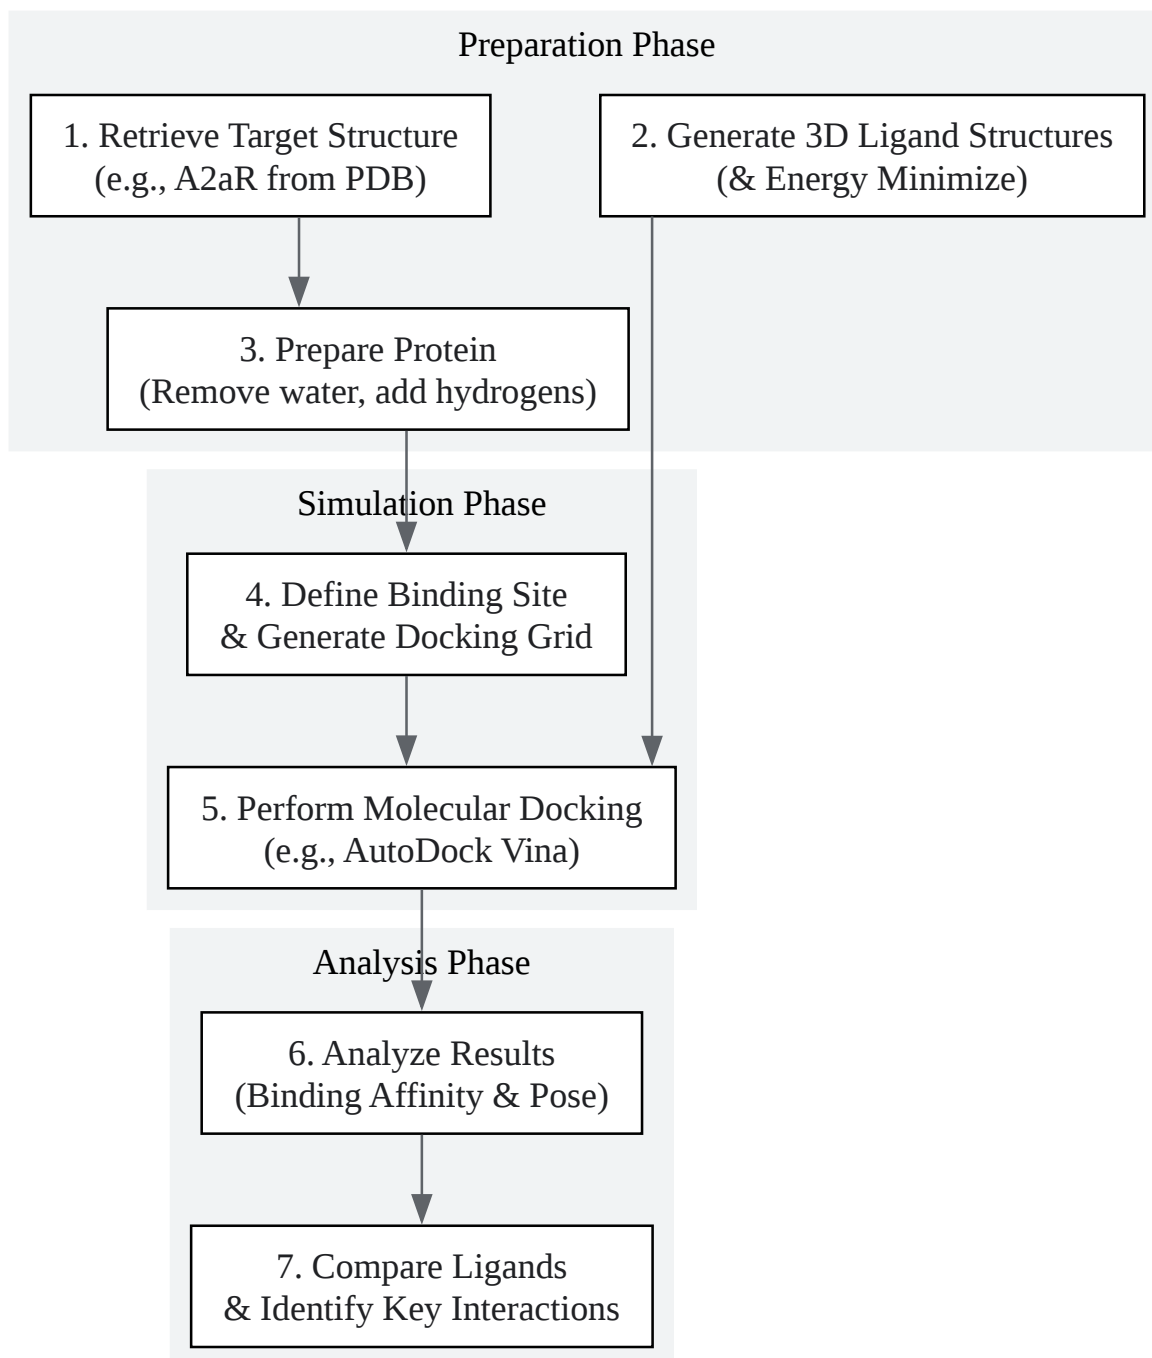 Preparation Phase
1. Retrieve Target Structure
(e.g., A2aR from PDB)
2. Generate 3D Ligand Structures
(& Energy Minimize)
3. Prepare Protein
(Remove water, add hydrogens)
Simulation Phase
4. Define Binding Site
& Generate Docking Grid
5. Perform Molecular Docking
(e.g., AutoDock Vina)
Analysis Phase
6. Analyze Results
(Binding Affinity & Pose)
7. Compare Ligands
& Identify Key Interactions